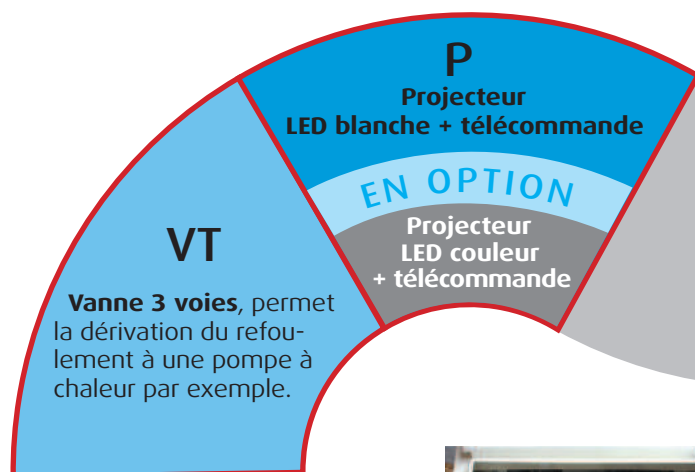 P
Projecteur
LED blanche + télécommande
EN OPTION
Projecteur
LED couleur
+ télécommande
VT
Vanne 3 voies, permet
la dérivation du refou-
lement à une pompe à
chaleur par exemple.